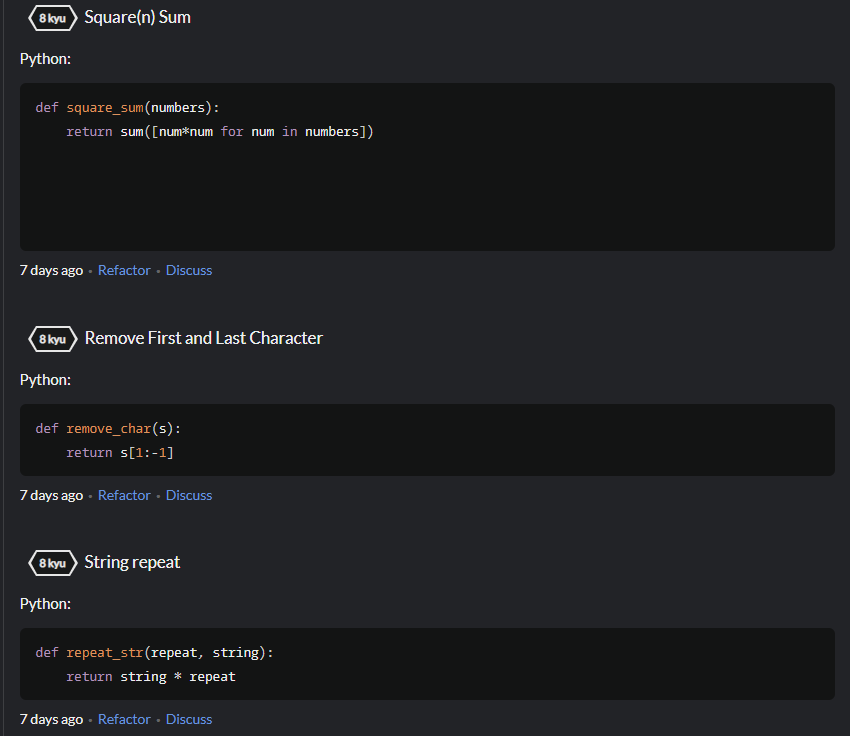 8 kyu Square(n) Sum
Python:
def square_sum(numbers):
    return sum([num*num for num in numbers])
7 days ago • Refactor • Discuss
8 kyu Remove First and Last Character
Python:
def remove_char(s):
    return s[1:-1]
7 days ago • Refactor • Discuss
8 kyu String repeat
Python:
def repeat_str(repeat, string):
    return string * repeat
7 days ago • Refactor • Discuss